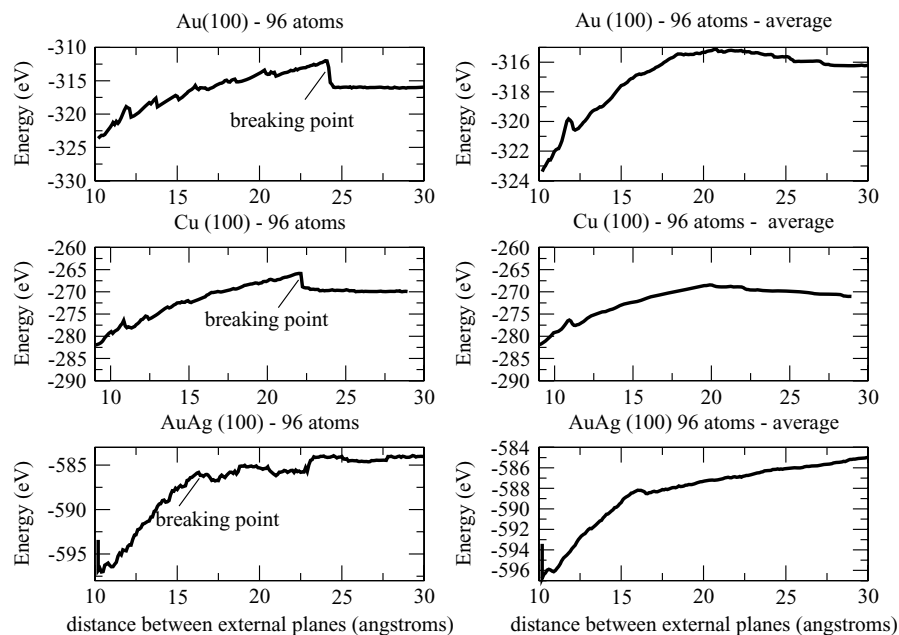 Au(100) - 96 atoms
Au (100) - 96 atoms - average
-310
-315
-320
-325
-330
Energy (eV)
breaking point
10 15 20 25 30
-316
-320
-324
Energy (eV)
10 15 20 25 30
Cu (100) - 96 atoms
Cu (100) - 96 atoms - average
-260
-265
-270
-275
-280
-285
-290
Energy (eV)
breaking point
10 15 20 25 30
-260
-265
-270
-275
-280
-285
-290
Energy (eV)
10 15 20 25 30
AuAg (100) - 96 atoms
AuAg (100) 96 atoms - average
-585
-590
-595
Energy (eV)
breaking point
10 15 20 25 30
distance between external planes (angstroms)
-584
-586
-588
-590
-592
-594
-596
Energy (eV)
10 15 20 25 30
distance between external planes (angstroms)